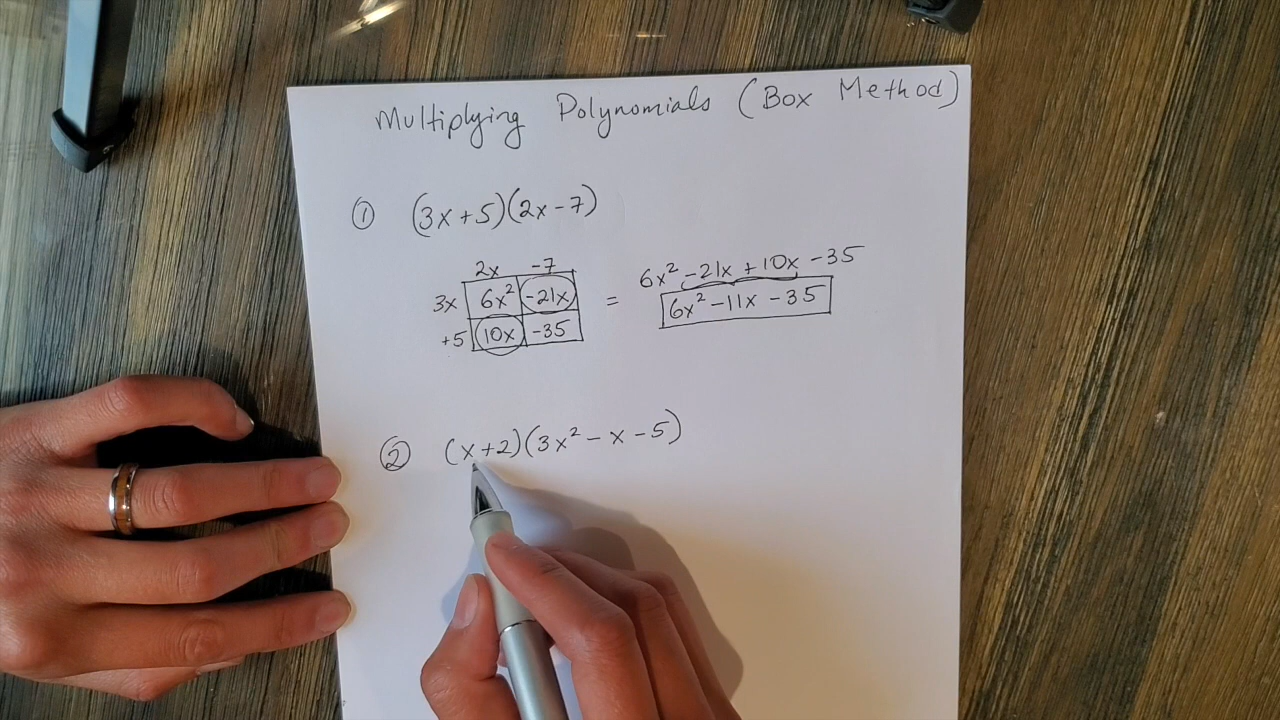 Multiplying Polynomials (Box Method)
① (3x+5)(2x-7)
2x -7
3x 6x² -21x = 6x² -21x +10x -35
+5 10x -35 6x² -11x -35
② (x+2)(3x² - x - 5)